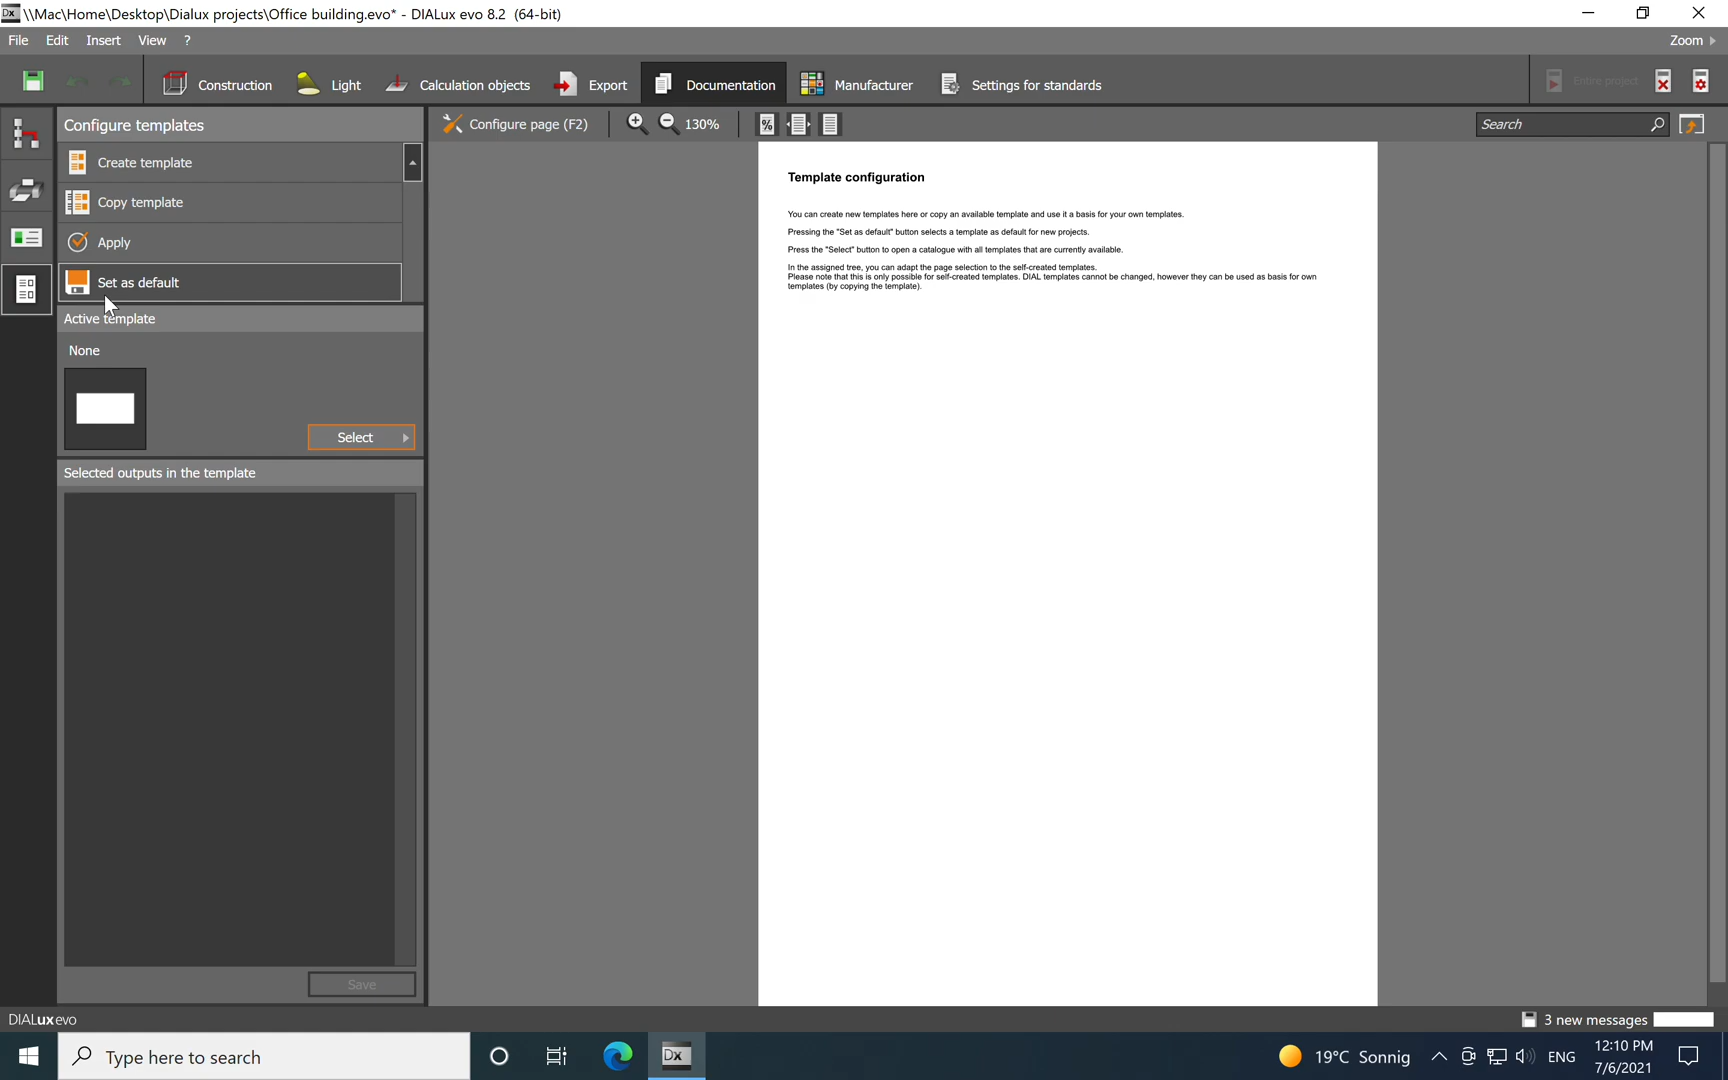 Dx \\Mac\Home\Desktop\Dialux projects\Office building.evo* - DIALux evo 8.2 (64-bit)
File Edit Insert View ? Zoom
Construction Light Calculation objects Export Documentation Manufacturer Settings for standards Entire project
Configure templates
Configure page (F2) 130% % Search
Create template
Copy template
Apply
Set as default
Active template
None
Select
Selected outputs in the template
Save
Template configuration
You can create new templates here or copy an available template and use it a basis for your own templates.
Pressing the "Set as default" button selects a template as default for new projects.
Press the "Select" button to open a catalogue with all templates that are currently available.
In the assigned tree, you can adapt the page selection to the self-created templates.
Please note that this is only possible for self-created templates. DIAL templates cannot be changed, however they can be used as basis for own
templates (by copying the template).
DIALux evo 3 new messages
Type here to search Dx 19°C Sonnig ENG 12:10 PM
7/6/2021